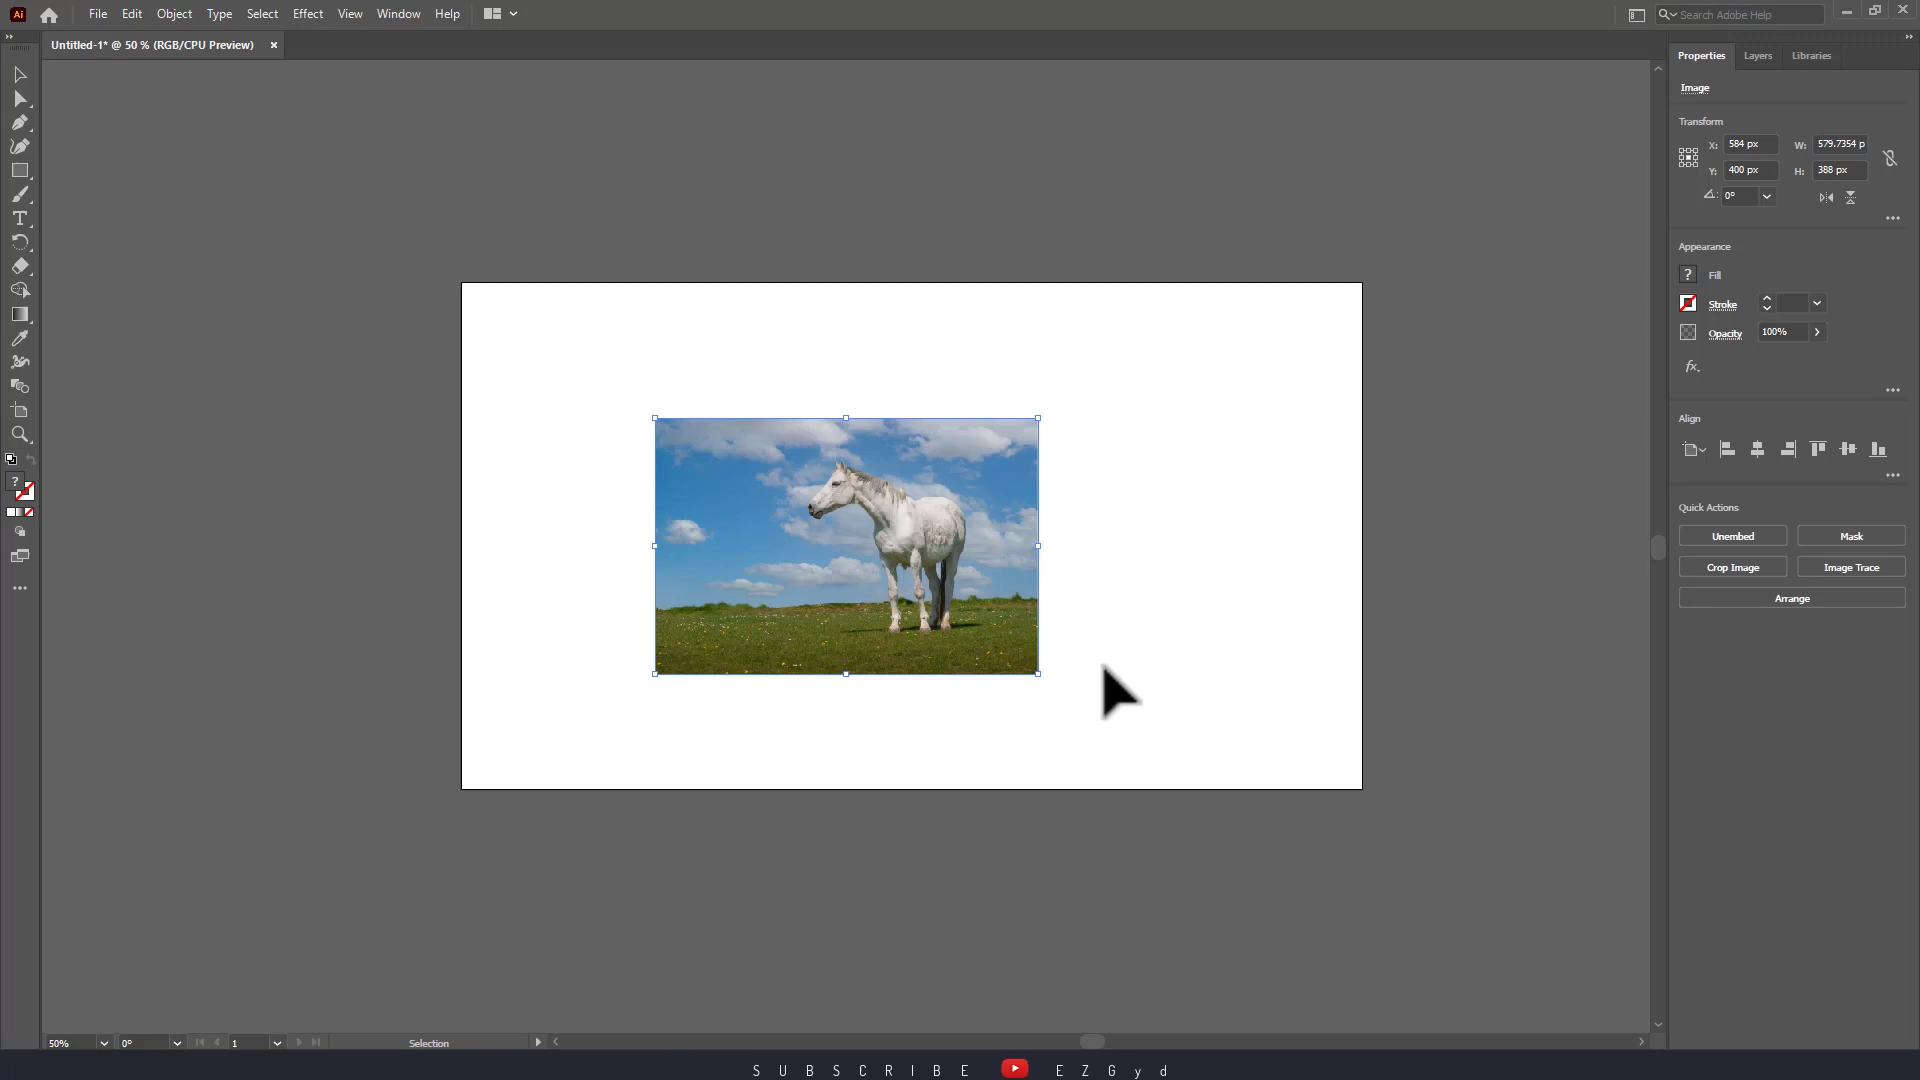 Ai File Edit Object Type Select Effect View Window Help Search Adobe Help
Untitled-1* @ 50 % (RGB/CPU Preview) ×
Properties Layers Libraries
Image
Transform
X: 584 px W: 579.7354 p
Y: 400 px H: 388 px
0°
Appearance
? Fill
Stroke
Opacity 100%
fx.
Align
Quick Actions
Unembed Mask
Crop Image Image Trace
Arrange
?
50% 0° 1 Selection
SUBSCRIBE EZGyd